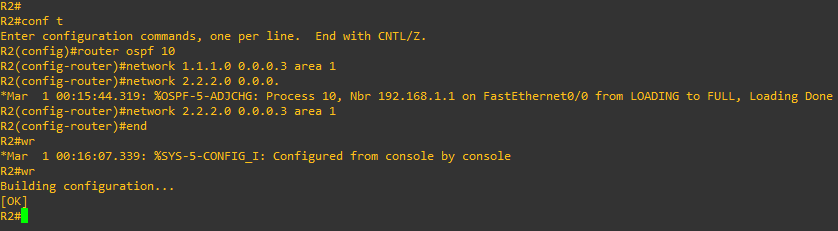 R2#
R2#conf t
Enter configuration commands, one per line.  End with CNTL/Z.
R2(config)#router ospf 10
R2(config-router)#network 1.1.1.0 0.0.0.3 area 1
R2(config-router)#network 2.2.2.0 0.0.0.
*Mar  1 00:15:44.319: %OSPF-5-ADJCHG: Process 10, Nbr 192.168.1.1 on FastEthernet0/0 from LOADING to FULL, Loading Done
R2(config-router)#network 2.2.2.0 0.0.0.3 area 1
R2(config-router)#end
R2#wr
*Mar  1 00:16:07.339: %SYS-5-CONFIG_I: Configured from console by console
R2#wr
Building configuration...
[OK]
R2#